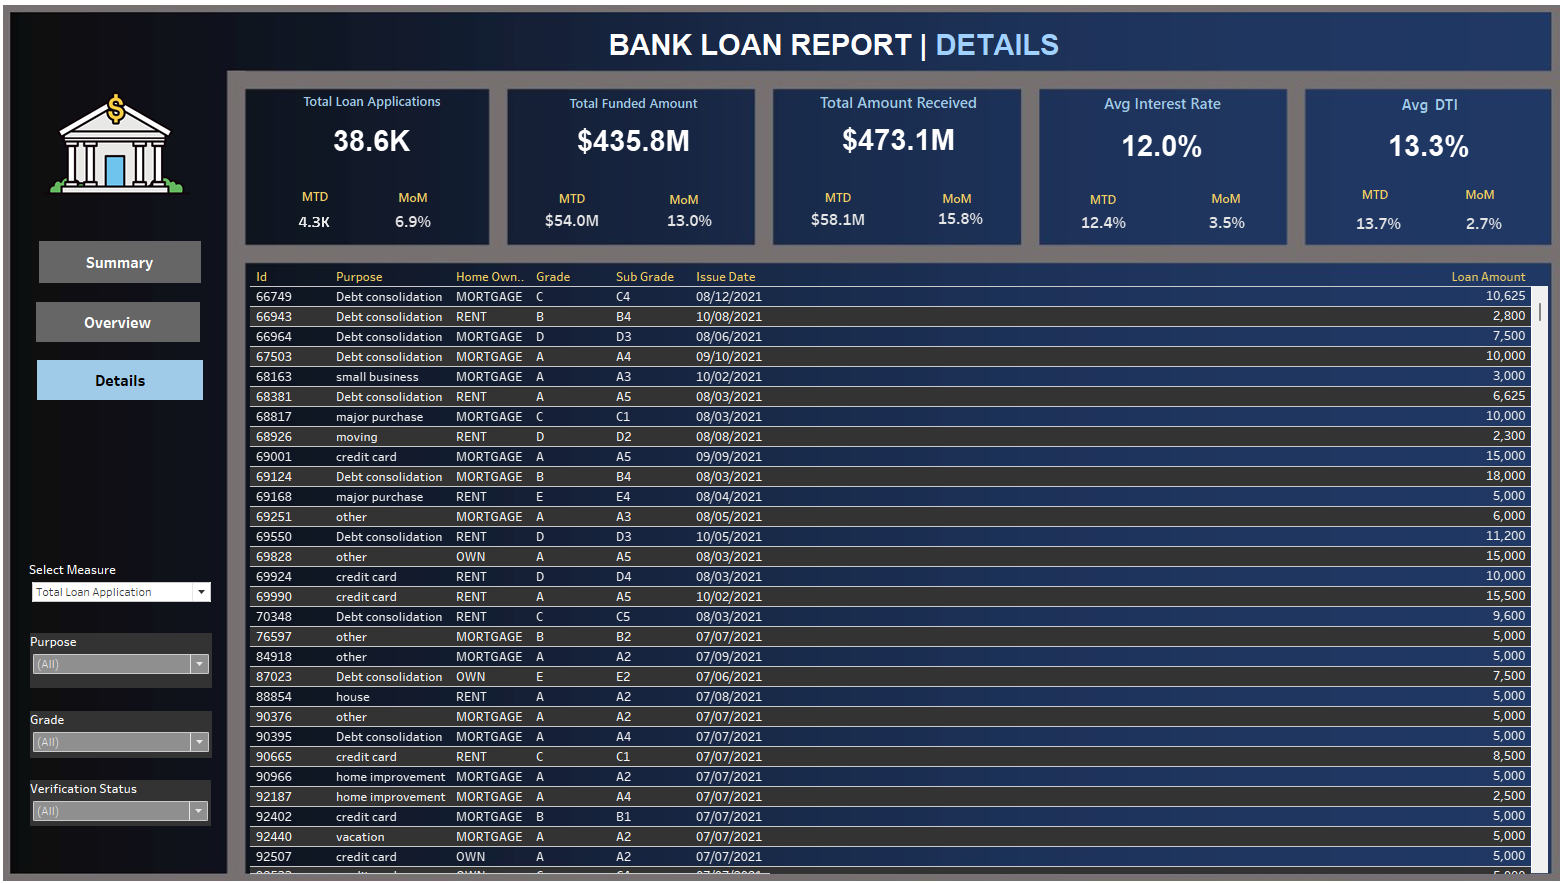 BANK LOAN REPORT | DETAILS
$
Total Loan Applications
38.6K
MTD MoM
4.3K 6.9%
Total Funded Amount
$435.8M
MTD MoM
$54.0M 13.0%
Total Amount Received
$473.1M
MTD MoM
$58.1M 15.8%
Avg Interest Rate
12.0%
MTD MoM
12.4% 3.5%
Avg DTI
13.3%
MTD MoM
13.7% 2.7%
Summary
Overview
Details
Select Measure
Total Loan Application
Purpose
(All)
Grade
(All)
Verification Status
(All)
Id Purpose Home Own.. Grade Sub Grade Issue Date Loan Amount
66749 Debt consolidation MORTGAGE C C4 08/12/2021 10,625
66943 Debt consolidation RENT B B4 10/08/2021 2,800
66964 Debt consolidation MORTGAGE D D3 08/06/2021 7,500
67503 Debt consolidation MORTGAGE A A4 09/10/2021 10,000
68163 small business MORTGAGE A A3 10/02/2021 3,000
68381 Debt consolidation RENT A A5 08/03/2021 6,625
68817 major purchase MORTGAGE C C1 08/03/2021 10,000
68926 moving RENT D D2 08/08/2021 2,300
69001 credit card MORTGAGE A A5 09/09/2021 15,000
69124 Debt consolidation MORTGAGE B B4 08/03/2021 18,000
69168 major purchase RENT E E4 08/04/2021 5,000
69251 other MORTGAGE A A3 08/05/2021 6,000
69550 Debt consolidation RENT D D3 10/05/2021 11,200
69828 other OWN A A5 08/03/2021 15,000
69924 credit card RENT D D4 08/03/2021 10,000
69990 credit card RENT A A5 10/02/2021 15,500
70348 Debt consolidation RENT C C5 08/03/2021 9,600
76597 other MORTGAGE B B2 07/07/2021 5,000
84918 other MORTGAGE A A2 07/09/2021 5,000
87023 Debt consolidation OWN E E2 07/06/2021 7,500
88854 house RENT A A2 07/08/2021 5,000
90376 other MORTGAGE A A2 07/07/2021 5,000
90395 Debt consolidation MORTGAGE A A4 07/07/2021 5,000
90665 credit card RENT C C1 07/07/2021 8,500
90966 home improvement MORTGAGE A A2 07/07/2021 5,000
92187 home improvement MORTGAGE A A4 07/07/2021 2,500
92402 credit card MORTGAGE B B1 07/07/2021 5,000
92440 vacation MORTGAGE A A2 07/07/2021 5,000
92507 credit card OWN A A2 07/07/2021 5,000